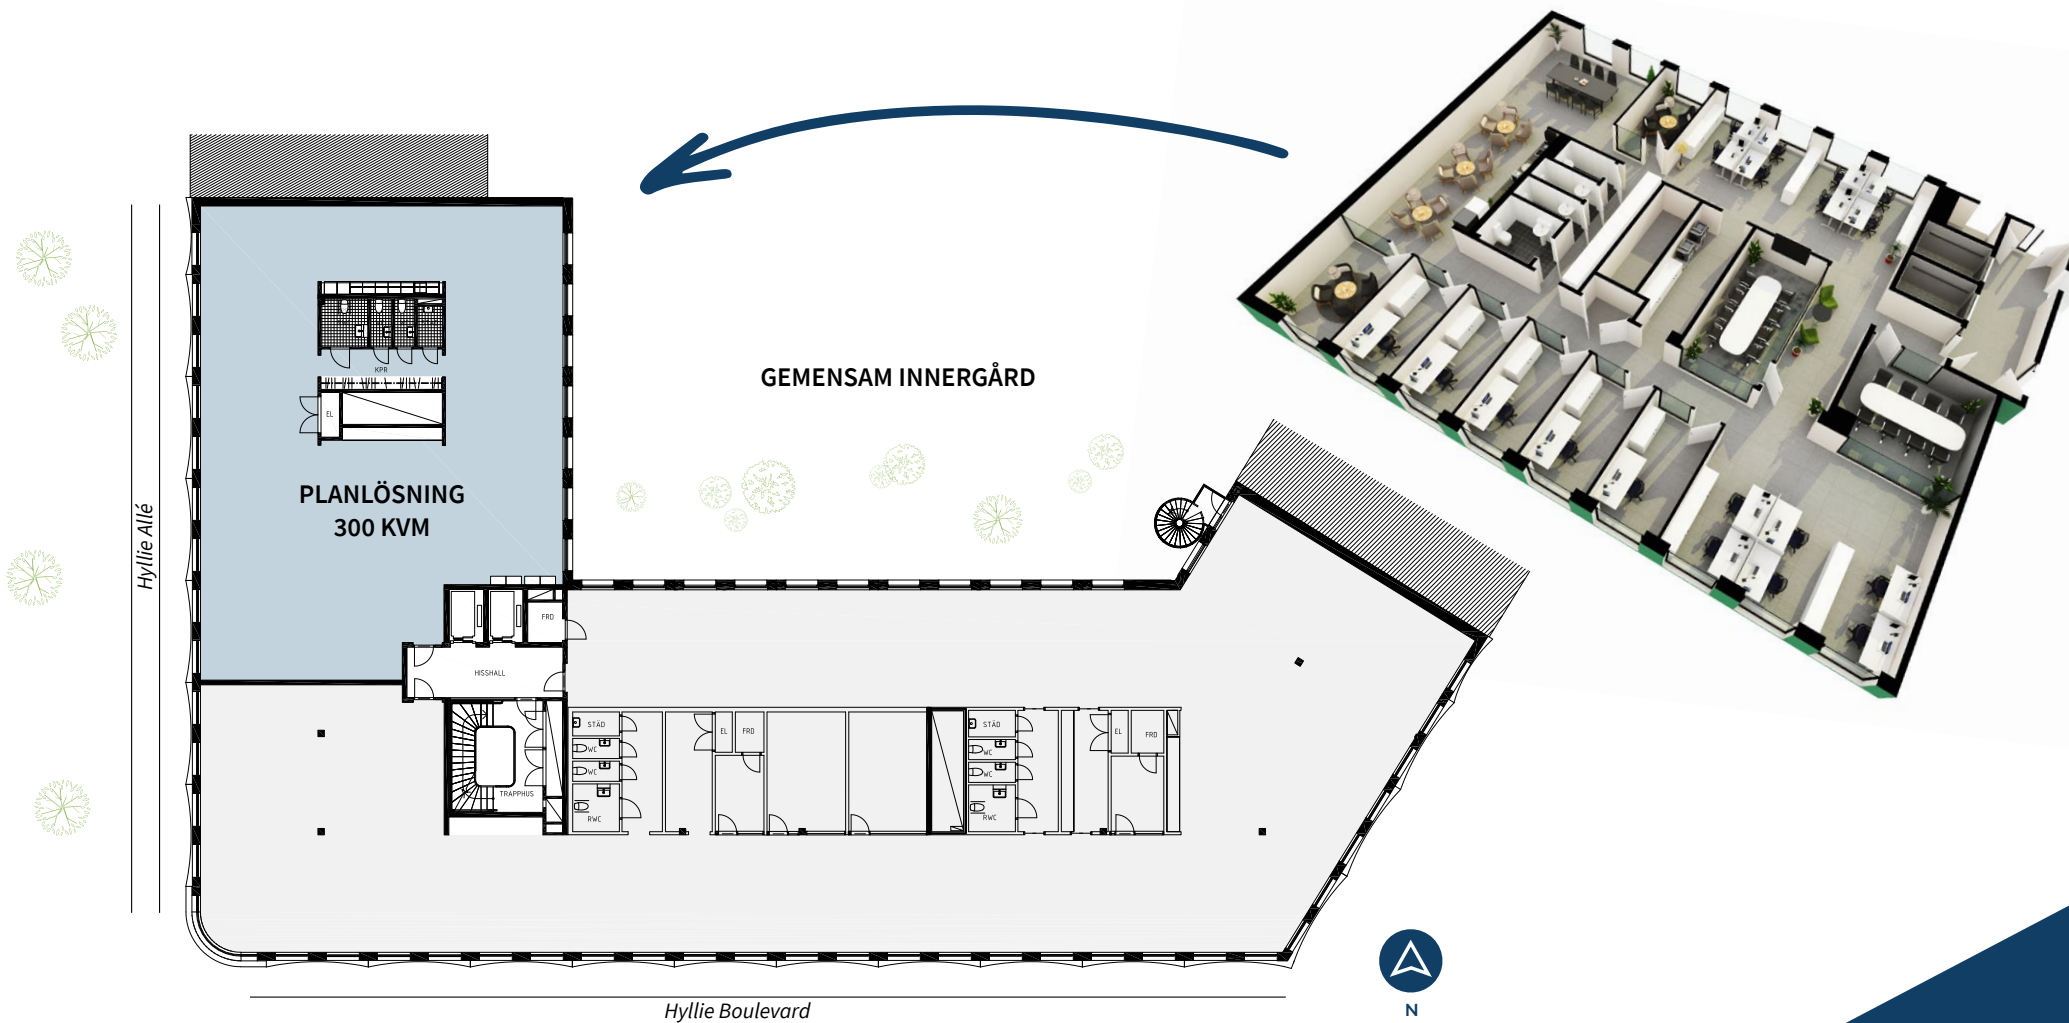 GEMENSAM INNERGÅRD
KPR
EL
PLANLÖSNING
300 KVM
Hyllie Allé
FRD
HISSHALL
TRAPPHUS
STÄD
WC
WC
RWC
EL
FRD
STÄD
WC
WC
RWC
EL
FRD
Hyllie Boulevard
N